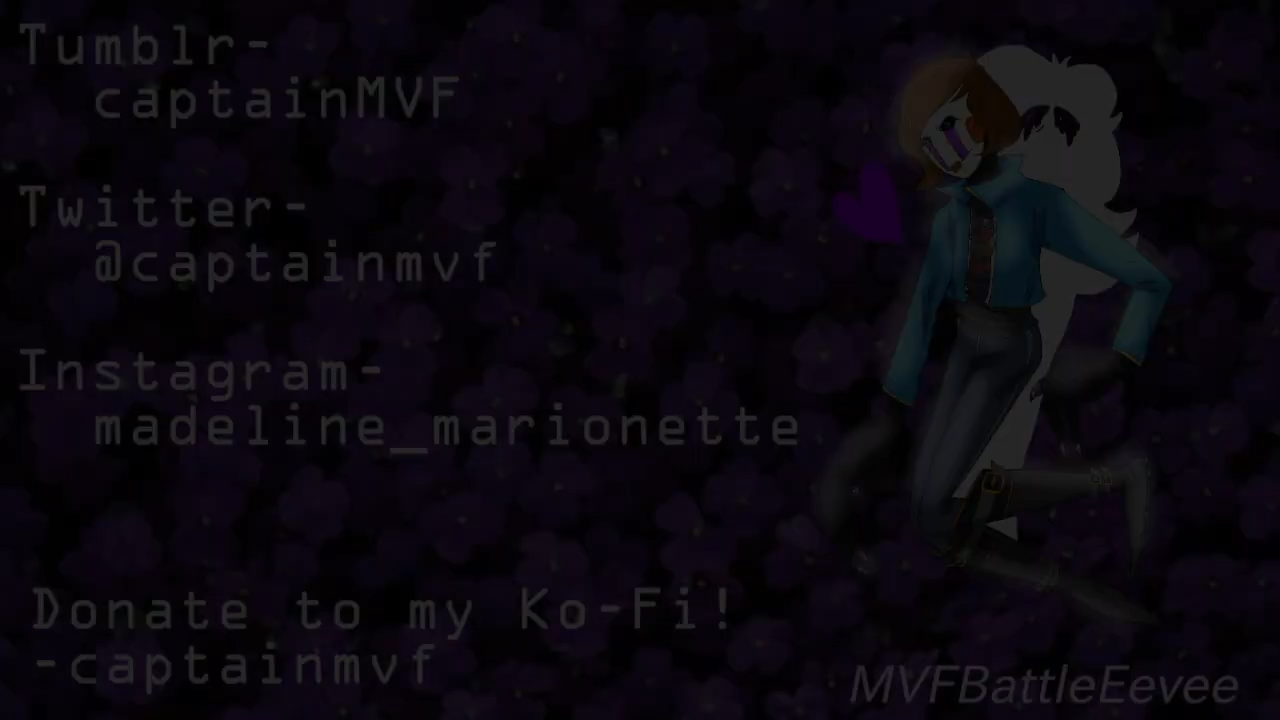 Tumblr-
captainMVF
Twitter-
@captainmvf
Instagram-
madeline_marionette
Donate to my Ko-Fi!
-captainmvf
MVFBattleEevee